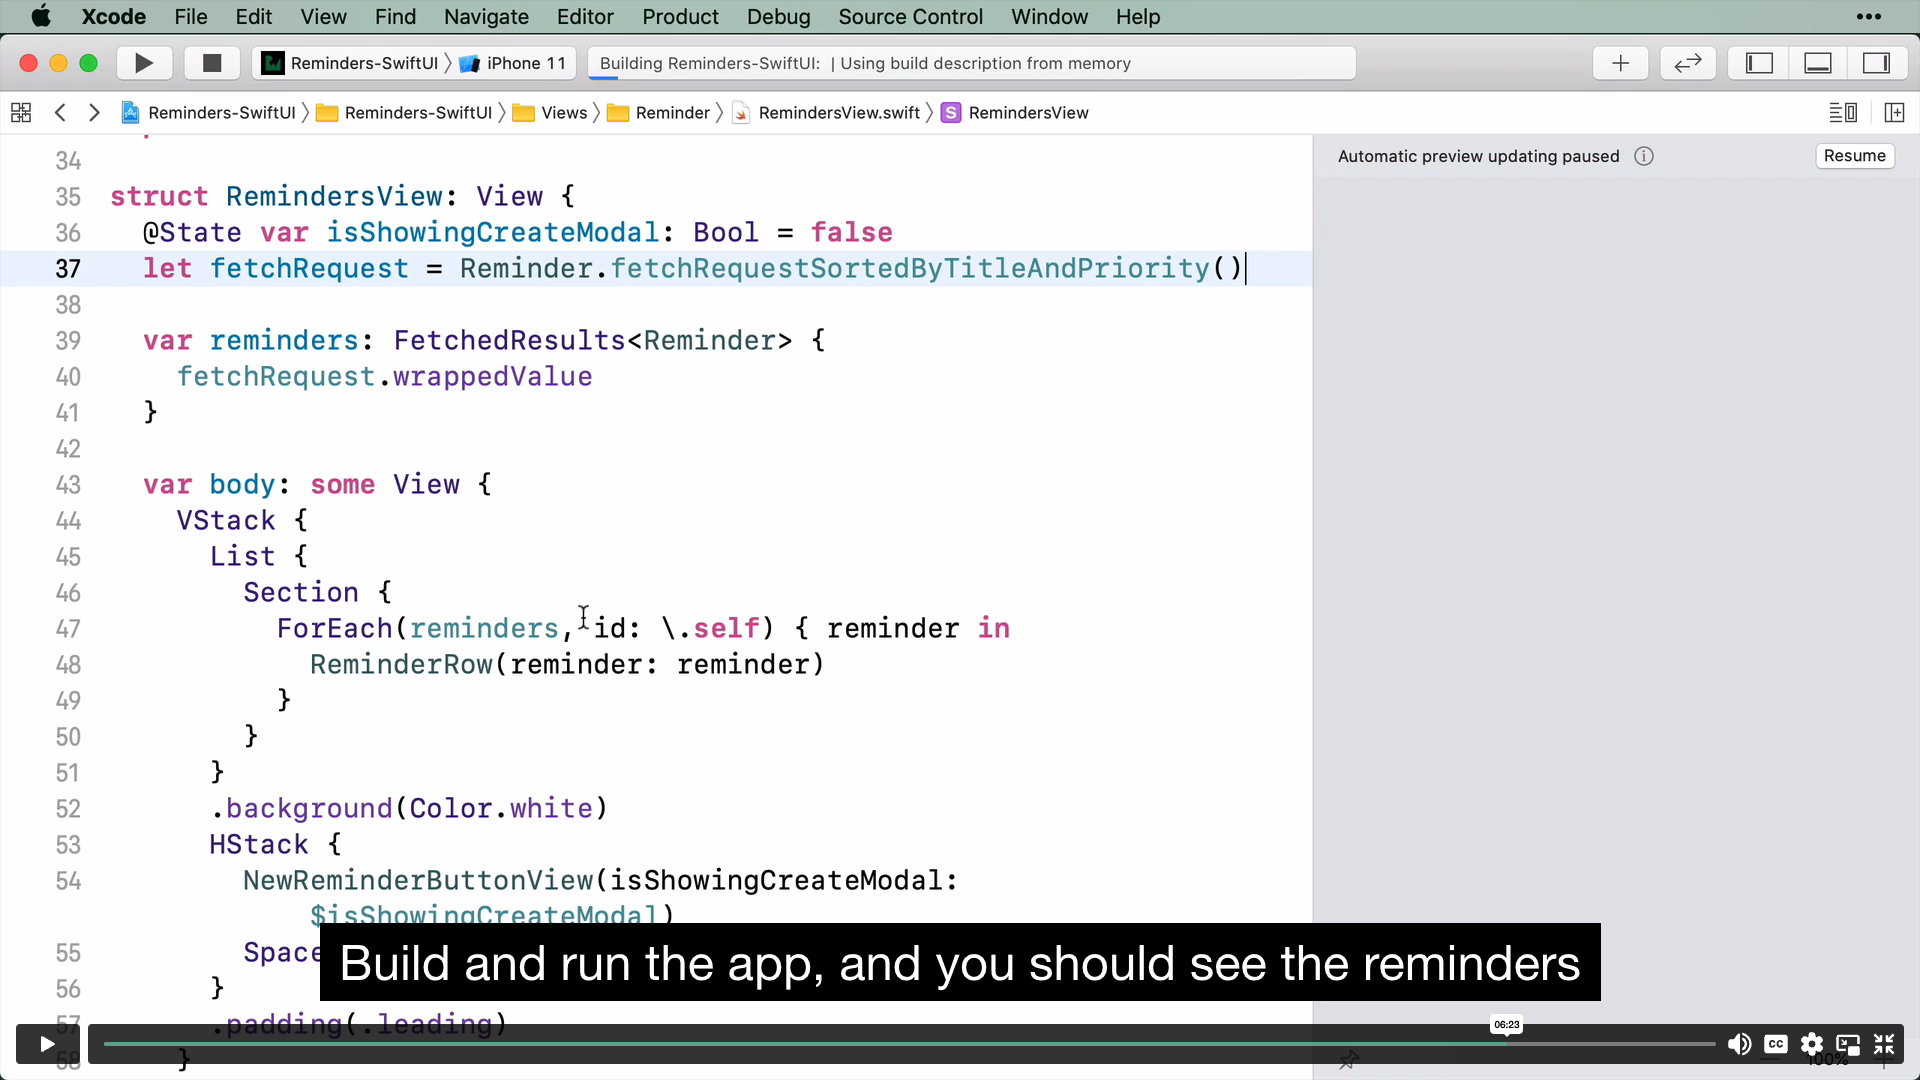 Xcode File Edit View Find Navigate Editor Product Debug Source Control Window Help •••
Reminders-SwiftUI 〉 iPhone 11 Building Reminders-SwiftUI: | Using build description from memory
Reminders-SwiftUI 〉 Reminders-SwiftUI 〉 Views 〉 Reminder 〉 RemindersView.swift 〉 S RemindersView
Automatic preview updating paused Resume
34
35 struct RemindersView: View {
36 @State var isShowingCreateModal: Bool = false
37 let fetchRequest = Reminder.fetchRequestSortedByTitleAndPriority()
38
39 var reminders: FetchedResults<Reminder> {
40 fetchRequest.wrappedValue
41 }
42
43 var body: some View {
44 VStack {
45 List {
46 Section {
47 ForEach(reminders, id: \.self) { reminder in
48 ReminderRow(reminder: reminder)
49 }
50 }
51 }
52 .background(Color.white)
53 HStack {
54 NewReminderButtonView(isShowingCreateModal:
$isShowingCreateModal)
55 Space
56 }
57 .padding(.leading)
58 }
Build and run the app, and you should see the reminders
06:23
CC
100%